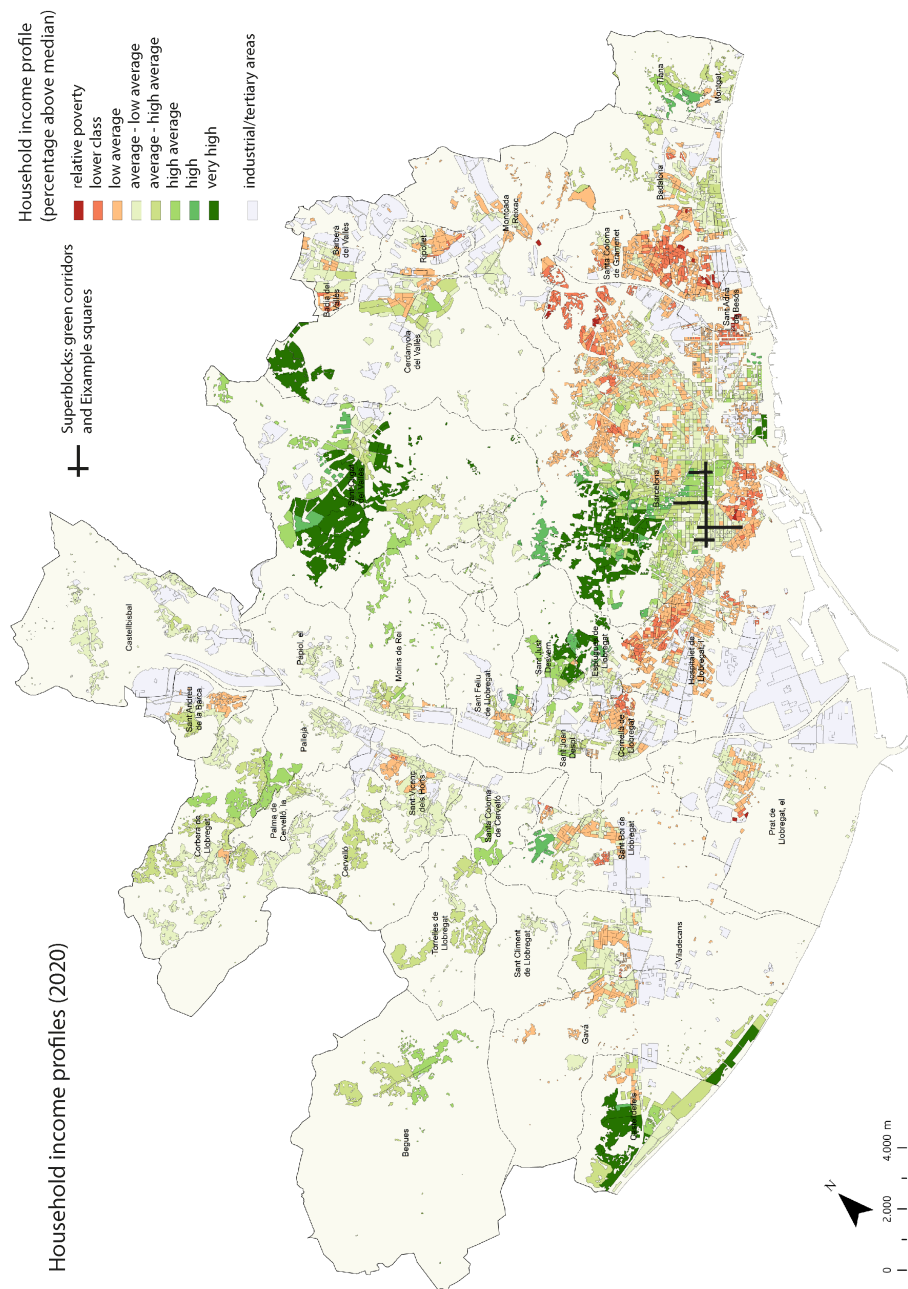 Household income profiles (2020)
Superblocks: green corridors
and Eixample squares
Household income profile
(percentage above median)
relative poverty
lower class
low average
average - low average
average - high average
high average
high
very high
industrial/tertiary areas
Castellbisbal
Sant Andreu
de la Barca
Corbera de
Llobregat
Palma de
Cervelló, la
Pallejà
Papiol, el
Cervelló
Sant Vicenç
dels Horts
Molins de Rei
Torrelles de
Llobregat
Santa Coloma
de Cervelló
Sant Feliu
de Llobregat
Sant Just
Desvern
Sant Climent
de Llobregat
Sant Joan
Despí
Esplugues de
Llobregat
Begues
Gavà
Viladecans
Sant Boi de
Llobregat
Cornellà de
Llobregat
Hospitalet de
Llobregat, l'
Castelldefels
Prat de
Llobregat, el
Barcelona
del Vallès
Cerdanyola
del Vallès
Badia del
Vallès
Barberà
del Vallès
Ripollet
Montcada
i Reixac
Santa Coloma
de Gramenet
Sant Adrià
de Besòs
Badalona
Tiana
Montgat
N
0
2.000
4.000 m